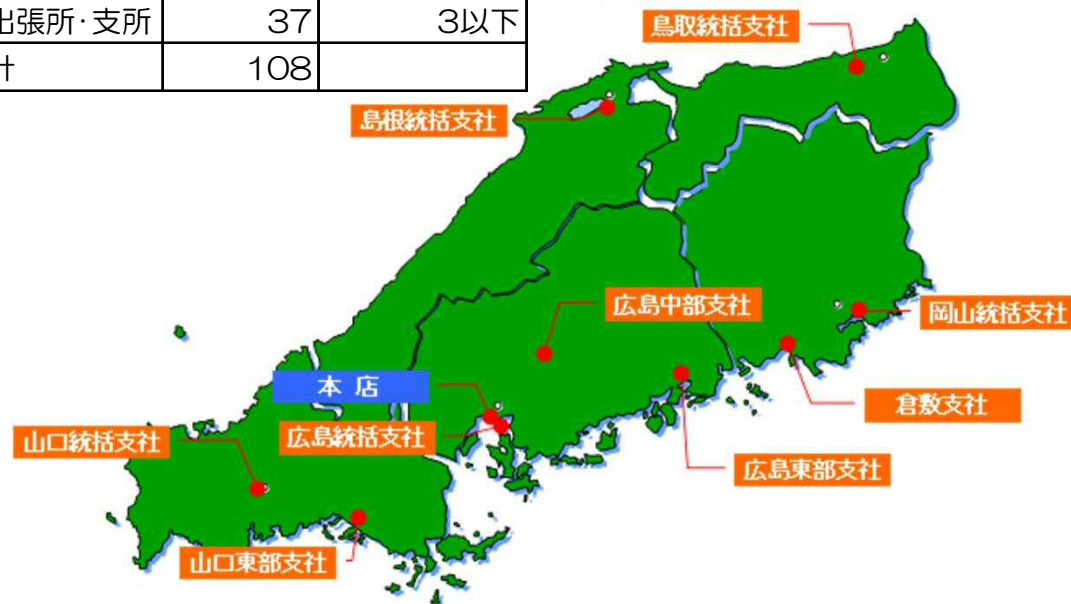 出張所・支所 37 3以下
計 108
鳥取統括支社
島根統括支社
広島中部支社
岡山統括支社
本 店
倉敷支社
広島統括支社
山口統括支社
広島東部支社
山口東部支社